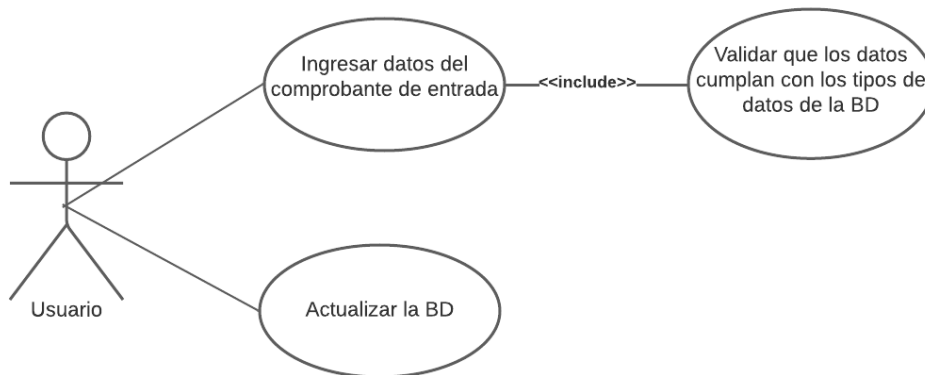 Ingresar datos del
comprobante de entrada
<<include>>
Validar que los datos
cumplan con los tipos de
datos de la BD
Usuario
Actualizar la BD